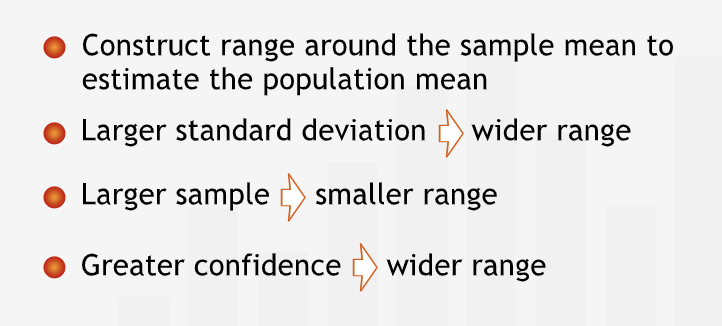 Construct range around the sample mean to
estimate the population mean
Larger standard deviation wider range
Larger sample smaller range
Greater confidence wider range